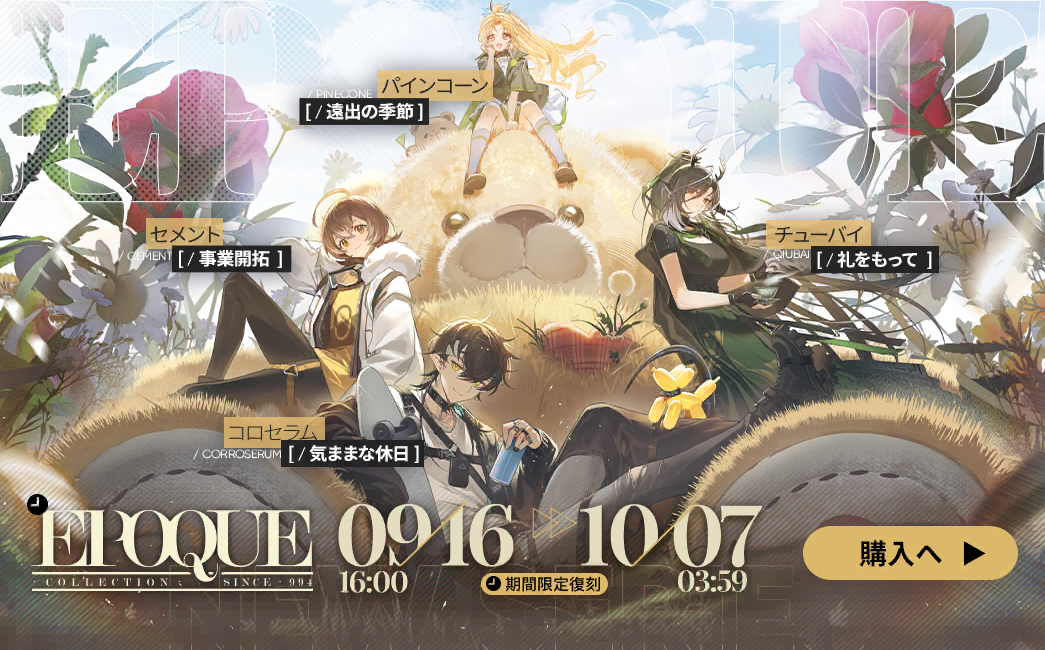 パインコーン
/ PINECONE
[ / 遠出の季節 ]
セメント
/ CEMENT
[ / 事業開拓 ]
チューバイ
/ QIUBAI
[ / 礼をもって ]
コロセラム
/ CORROSERUM
[ / 気ままな休日 ]
EPOQUE
COLLECTION SINCE · 994
09/16 10/07
16:00 期間限定復刻 03:59
購入へ